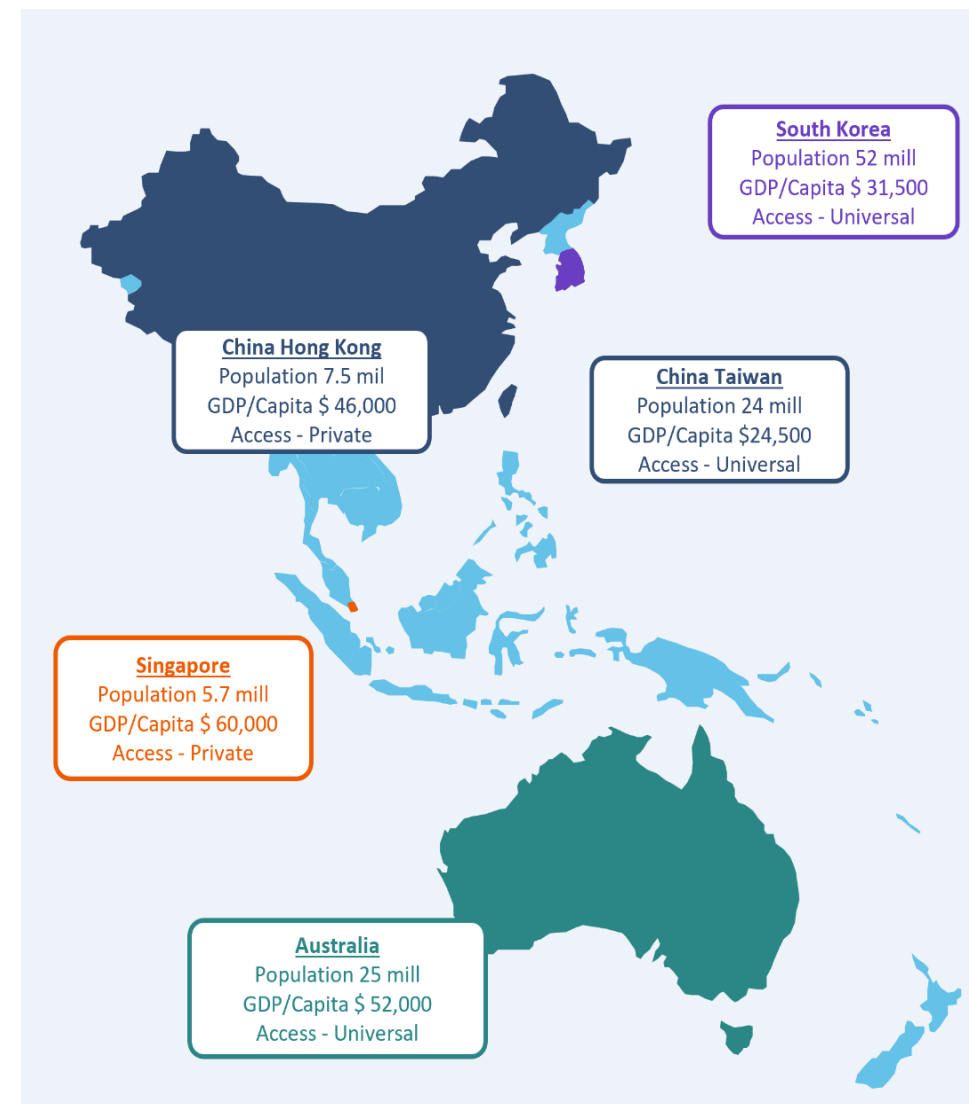 South Korea
Population 52 mill
GDP/Capita $ 31,500
Access - Universal
China Hong Kong
Population 7.5 mil
GDP/Capita $ 46,000
Access - Private
China Taiwan
Population 24 mill
GDP/Capita $24,500
Access - Universal
Singapore
Population 5.7 mill
GDP/Capita $ 60,000
Access - Private
Australia
Population 25 mill
GDP/Capita $ 52,000
Access - Universal